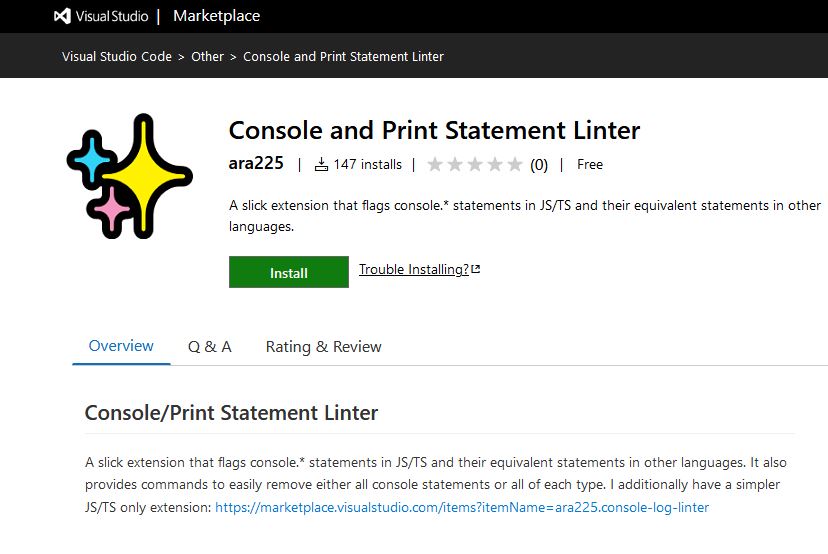 Visual Studio | Marketplace
Visual Studio Code > Other > Console and Print Statement Linter
Console and Print Statement Linter
ara225 | 147 installs | (0) | Free
A slick extension that flags console.* statements in JS/TS and their equivalent statements in other
languages.
Install Trouble Installing?
Overview Q & A Rating & Review
Console/Print Statement Linter
A slick extension that flags console.* statements in JS/TS and their equivalent statements in other languages. It also
provides commands to easily remove either all console statements or all of each type. I additionally have a simpler
JS/TS only extension: https://marketplace.visualstudio.com/items?itemName=ara225.console-log-linter